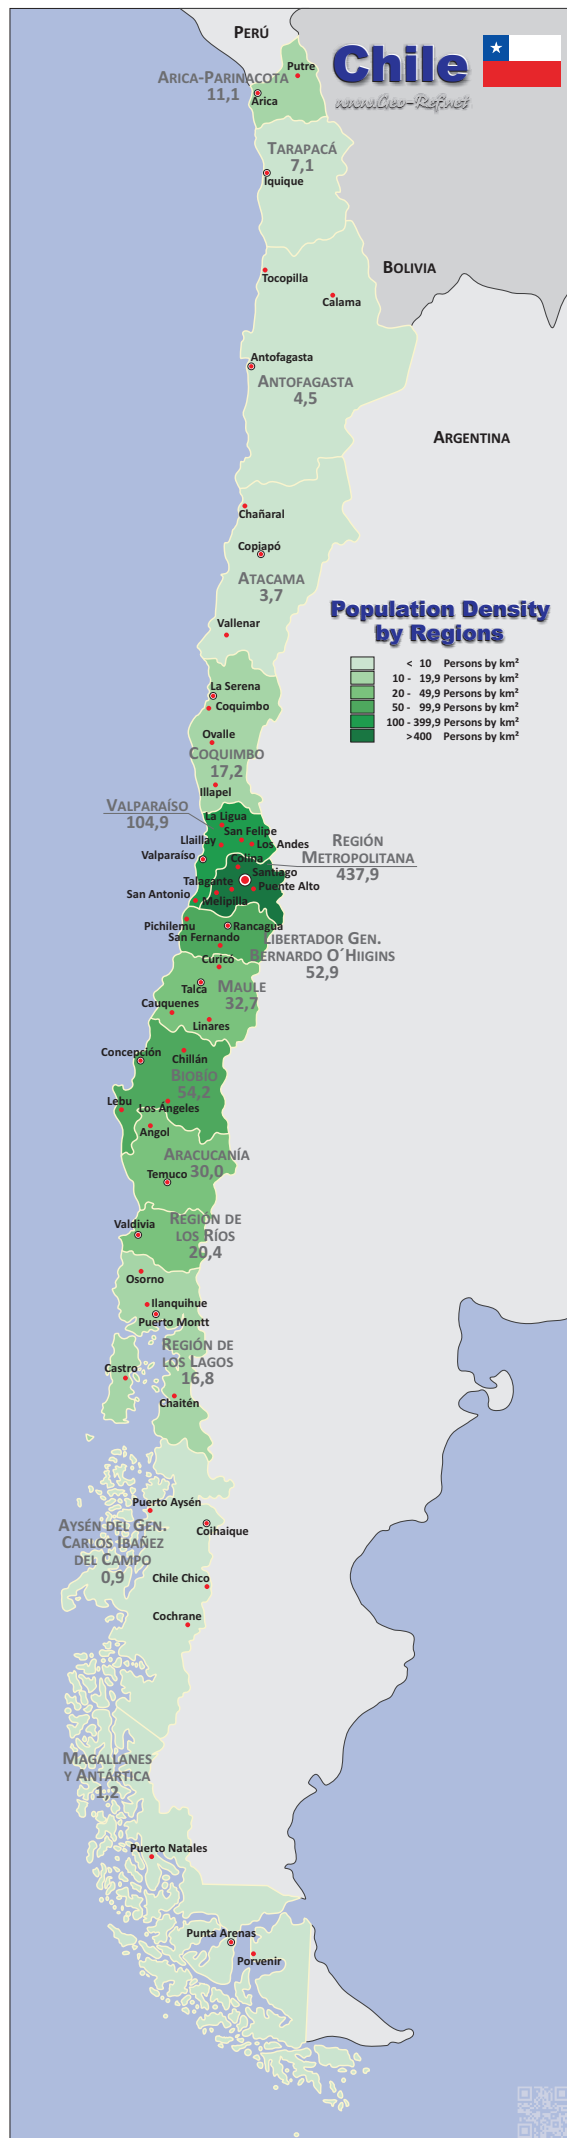 PERÚ
Chile
www.Geo-Ref.net
Putre
ARICA-PARINACOTA
11,1
Arica
TARAPACÁ
7,1
Iquique
BOLIVIA
Tocopilla
Calama
Antofagasta
ANTOFAGASTA
4,5
ARGENTINA
Chañaral
Copiapó
ATACAMA
3,7
Vallenar
Population Density
by Regions
< 10 Persons by km²
10 - 19,9 Persons by km²
20 - 49,9 Persons by km²
50 - 99,9 Persons by km²
100 - 399,9 Persons by km²
>400 Persons by km²
La Serena
Coquimbo
Ovalle
COQUIMBO
17,2
Illapel
VALPARAÍSO
104,9
La Ligua
San Felipe
Llaillay
Los Andes
Valparaíso
Colina
REGIÓN
METROPOLITANA
437,9
Santiago
Talagante
Puente Alto
San Antonio
Melipilla
Pichilemu
Rancagua
San Fernando
LIBERTADOR GEN.
BERNARDO O´HIIGINS
52,9
Curicó
Talca
MAULE
32,7
Cauquenes
Linares
Concepción
Chillán
BIOBÍO
54,2
Lebu
Los Ángeles
Angol
ARACUCANÍA
30,0
Temuco
Valdivia
REGIÓN DE
LOS RÍOS
20,4
Osorno
llanquihue
Puerto Montt
REGIÓN DE
LOS LAGOS
16,8
Castro
Chaitén
Puerto Aysén
AYSÉN DEL GEN.
CARLOS IBAÑEZ
DEL CAMPO
0,9
Coihaique
Chile Chico
Cochrane
MAGALLANES
Y ANTÁRTICA
1,2
Puerto Natales
Punta Arenas
Porvenir